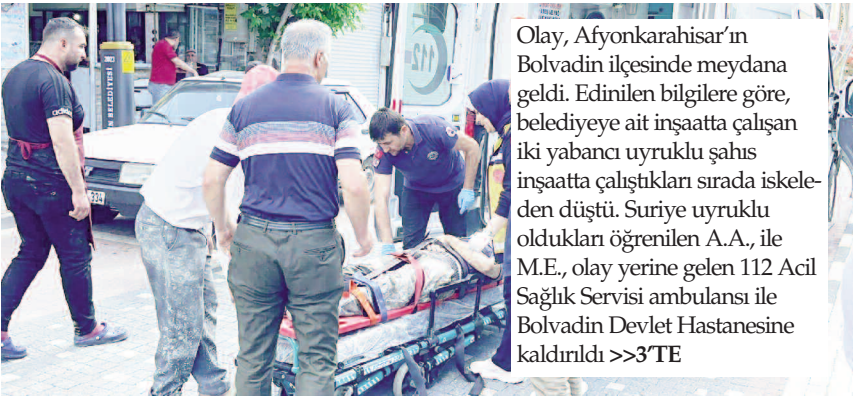 Olay, Afyonkarahisar’ın
Bolvadin ilçesinde meydana
geldi. Edinilen bilgilere göre,
belediyeye ait inşaatta çalışan
iki yabancı uyruklu şahıs
inşaatta çalıştıkları sırada iskele-
den düştü. Suriye uyruklu
oldukları öğrenilen A.A., ile
M.E., olay yerine gelen 112 Acil
Sağlık Servisi ambulansı ile
Bolvadin Devlet Hastanesine
kaldırıldı >>3’TE
112
BELEDİYESİ